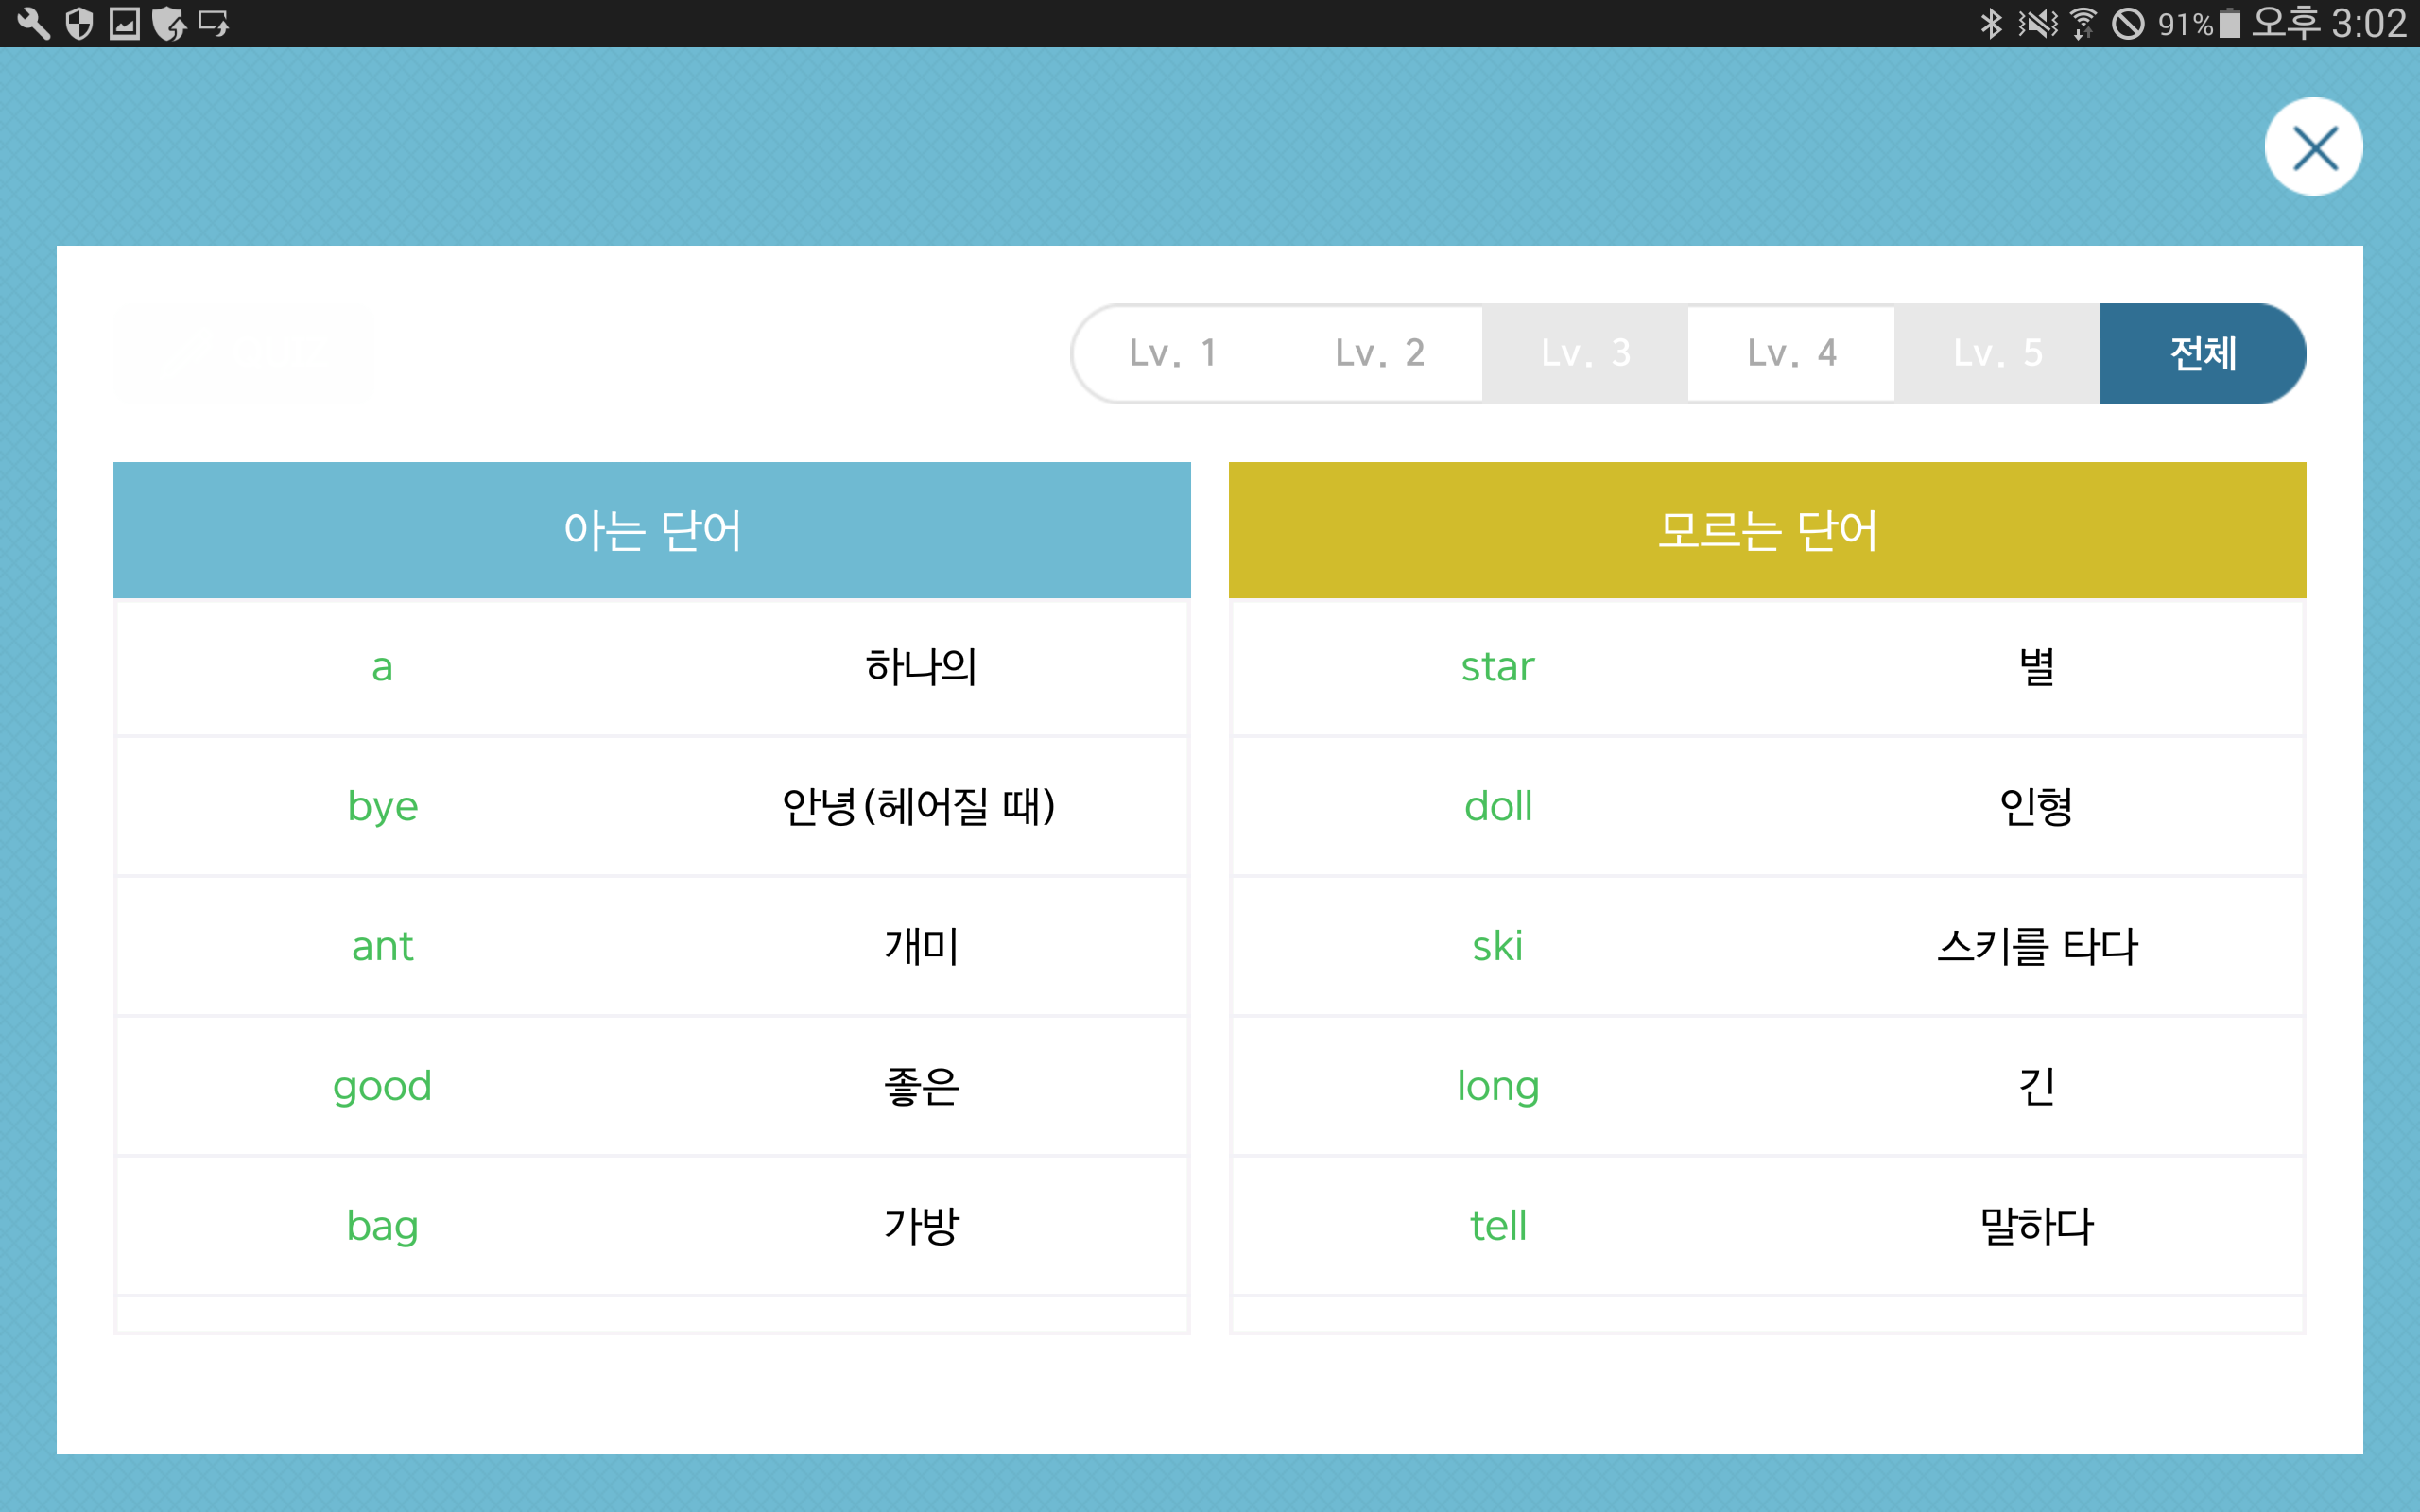 91% 오후 3:02
Lv. 1 Lv. 2 Lv. 3 Lv. 4 Lv. 5 전체
아는 단어 모르는 단어
a 하나의 star 별
bye 안녕(헤어질 때) doll 인형
ant 개미 ski 스키를 타다
good 좋은 long 긴
bag 가방 tell 말하다